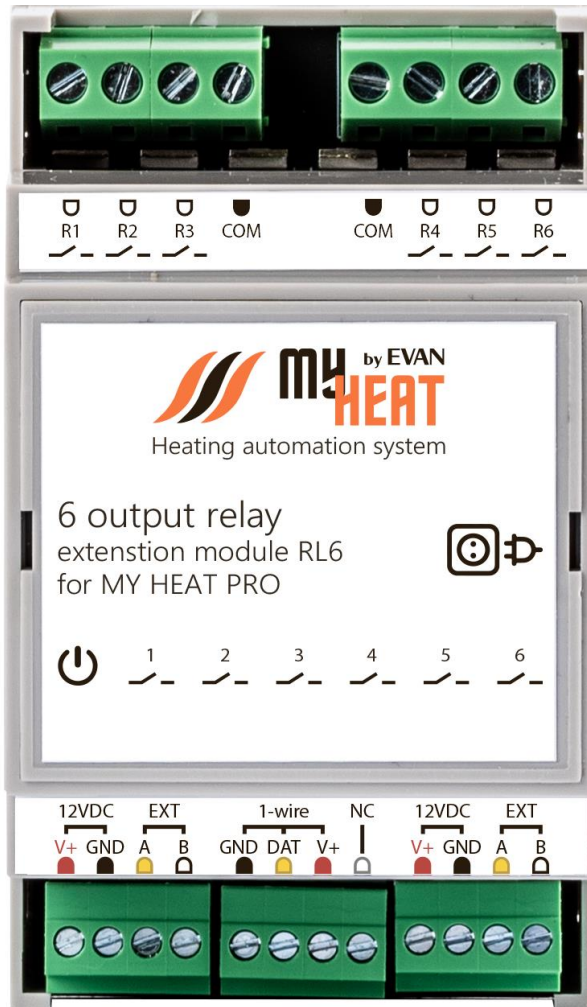 R1 R2 R3 COM COM R4 R5 R6
MY HEAT by EVAN
Heating automation system
6 output relay
extenstion module RL6
for MY HEAT PRO
1 2 3 4 5 6
12VDC EXT 1-wire NC 12VDC EXT
V+ GND A B GND DAT V+ V+ GND A B